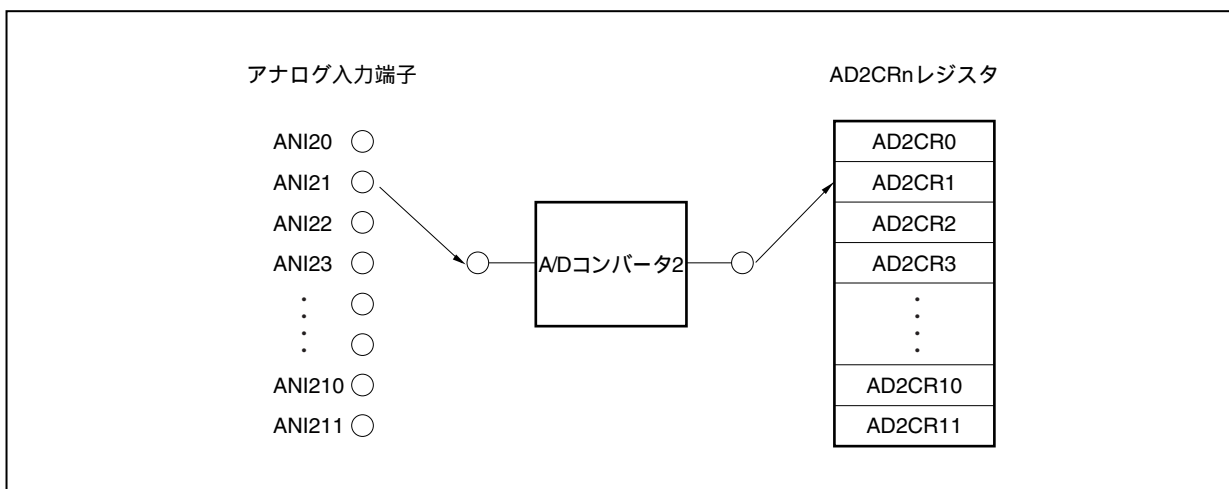 アナログ入力端子
ANI20
ANI21
ANI22
ANI23
ANI210
ANI211
A/Dコンバータ2
AD2CRnレジスタ
AD2CR0
AD2CR1
AD2CR2
AD2CR3
AD2CR10
AD2CR11